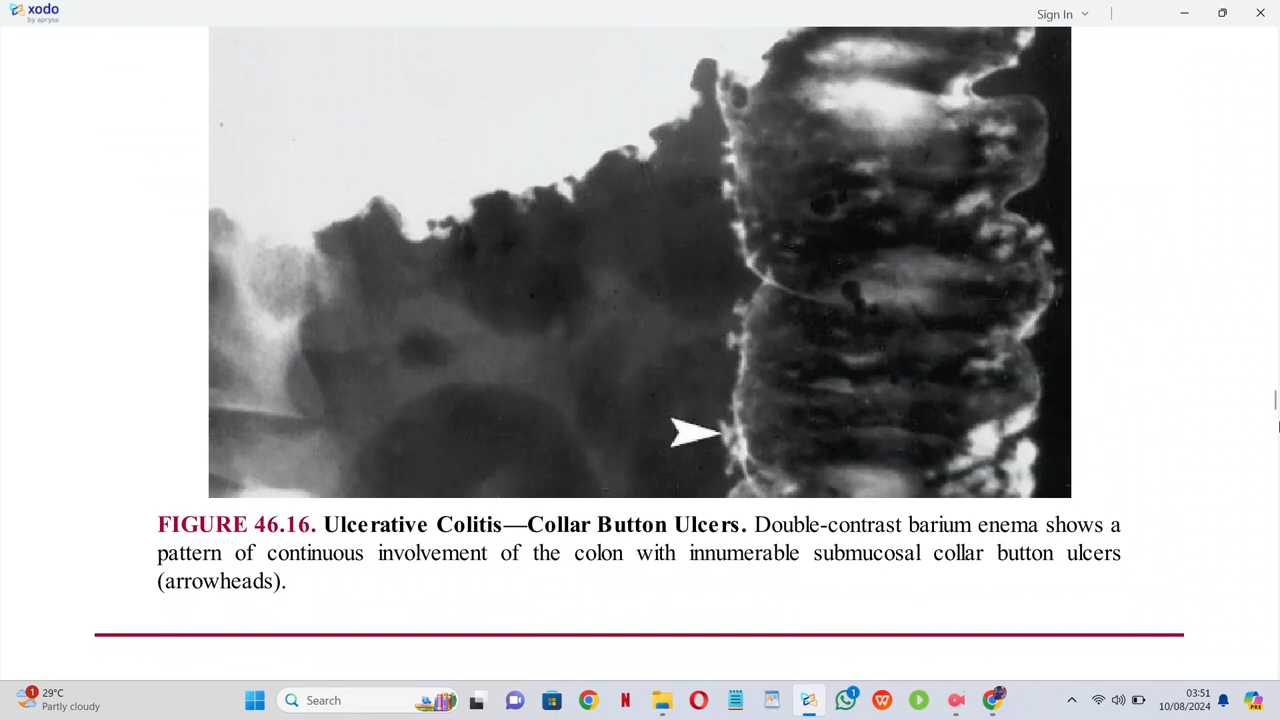 xodo
by apryse
Sign In
FIGURE 46.16. Ulcerative Colitis—Collar Button Ulcers. Double-contrast barium enema shows a
pattern of continuous involvement of the colon with innumerable submucosal collar button ulcers
(arrowheads).
1
29°C
Partly cloudy
Search
1
03:51
10/08/2024